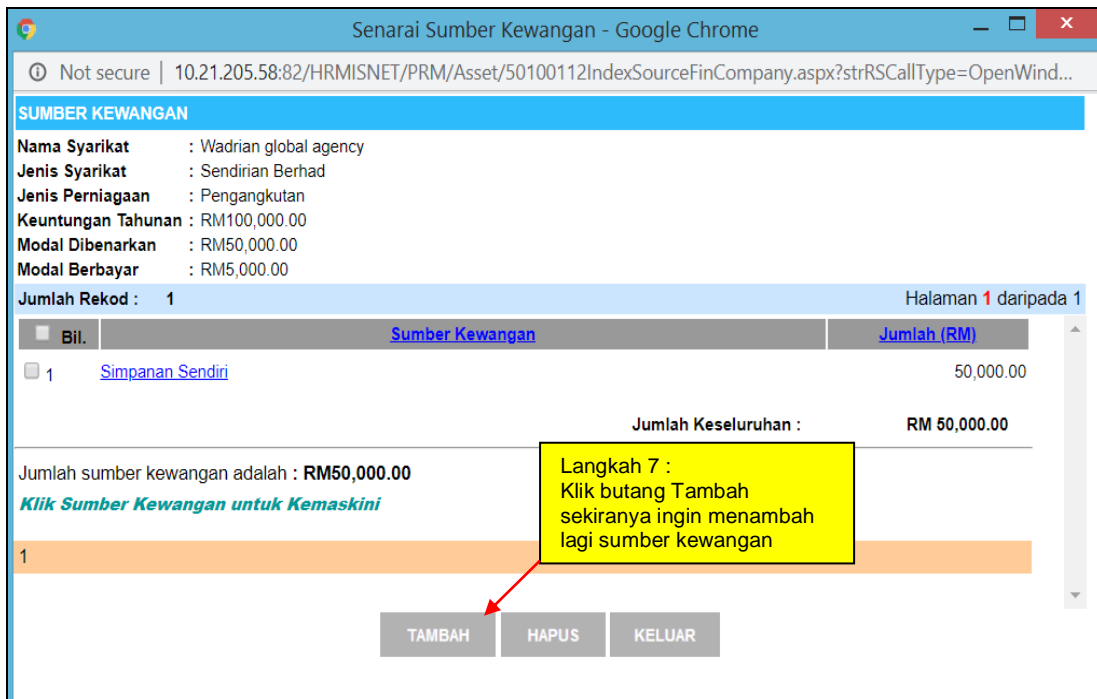 Senarai Sumber Kewangan - Google Chrome
Not secure | 10.21.205.58:82/HRMISNET/PRM/Asset/50100112IndexSourceFinCompany.aspx?strRSCallType=OpenWind...
SUMBER KEWANGAN
Nama Syarikat : Wadrian global agency
Jenis Syarikat : Sendirian Berhad
Jenis Perniagaan : Pengangkutan
Keuntungan Tahunan : RM100,000.00
Modal Dibenarkan : RM50,000.00
Modal Berbayar : RM5,000.00
Jumlah Rekod : 1 Halaman 1 daripada 1
Bil. Sumber Kewangan Jumlah (RM)
1 Simpanan Sendiri 50,000.00
Jumlah Keseluruhan : RM 50,000.00
Jumlah sumber kewangan adalah : RM50,000.00
Klik Sumber Kewangan untuk Kemaskini
Langkah 7 :
Klik butang Tambah
sekiranya ingin menambah
lagi sumber kewangan
1
TAMBAH HAPUS KELUAR